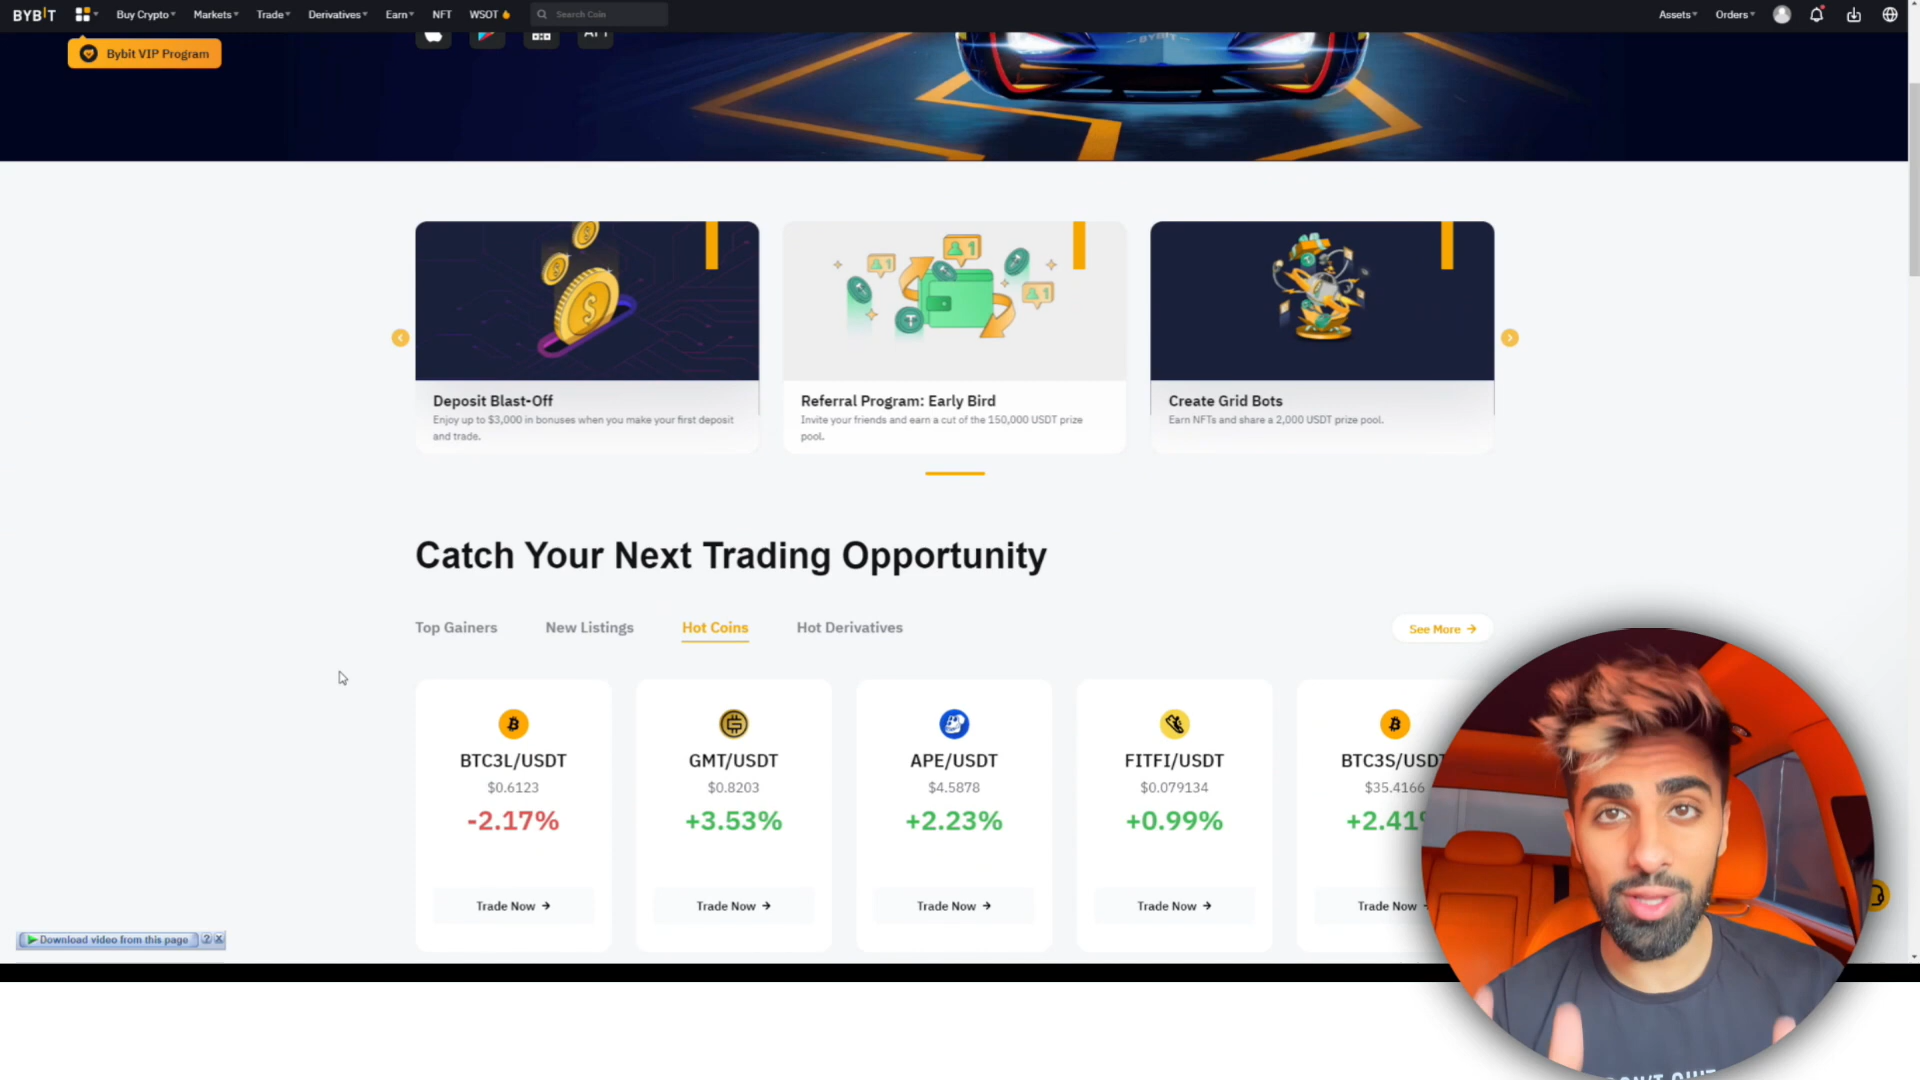 BYBIT
Buy Crypto
Markets
Trade
Derivatives
Earn
NFT
WSOT
Search Coin
Assets
Orders
Bybit VIP Program
BYBIT
Deposit Blast-Off
Enjoy up to $3,000 in bonuses when you make your first deposit
and trade.
Referral Program: Early Bird
Invite your friends and earn a cut of the 150,000 USDT prize
pool.
Create Grid Bots
Earn NFTs and share a 2,000 USDT prize pool.
Catch Your Next Trading Opportunity
Top Gainers
New Listings
Hot Coins
Hot Derivatives
See More →
BTC3L/USDT
$0.6123
-2.17%
Trade Now →
GMT/USDT
$0.8203
+3.53%
Trade Now →
APE/USDT
$4.5878
+2.23%
Trade Now →
FITFI/USDT
$0.079134
+0.99%
Trade Now →
BTC3S/USDT
$35.4166
+2.41%
Trade Now
Download video from this page